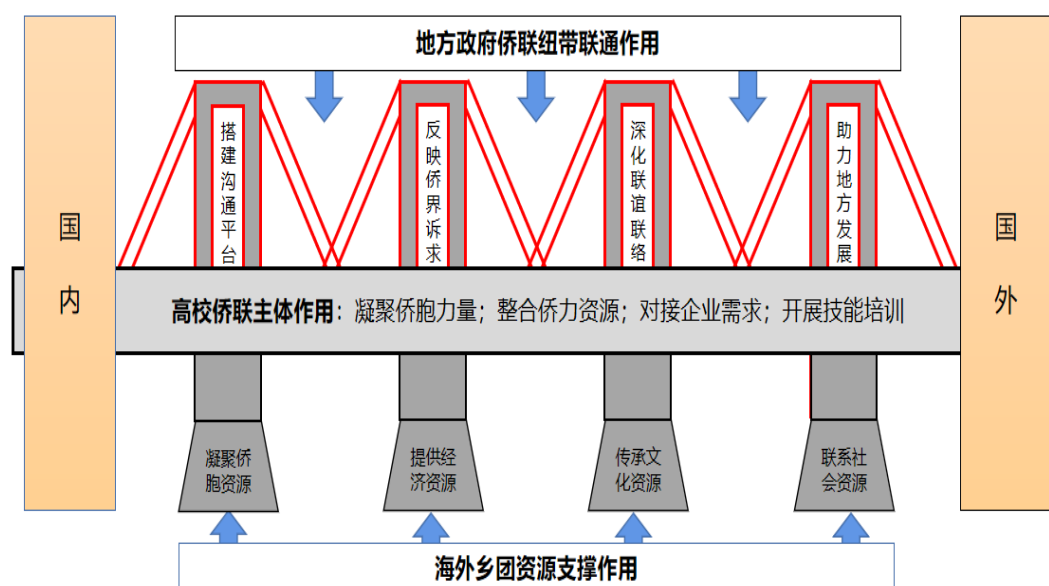 地方政府侨联纽带联通作用
搭建沟通平台
反映侨界诉求
深化联谊联络
助力地方发展
国内
国外
高校侨联主体作用：凝聚侨胞力量；整合侨力资源；对接企业需求；开展技能培训
凝聚侨
胞资源
提供经
济资源
传承文
化资源
联系社
会资源
海外乡团资源支撑作用